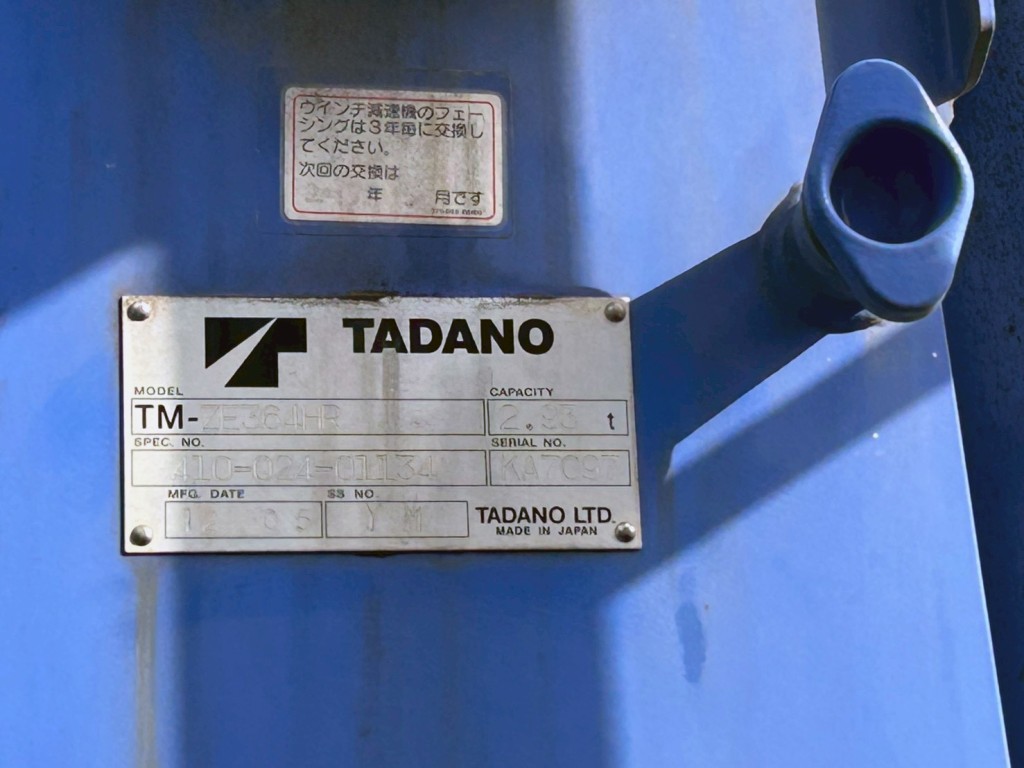 ウインチ減速機のフェー
シングは3年毎に交換し
てください。
次回の交換は
年 月です
TADANO
MODEL CAPACITY
TM-ZE364HR 2.93 t
SPEC. NO. SERIAL NO.
410-024-01134 KA7C97
MFG. DATE SS NO.
12 05 Y M
TADANO LTD.
MADE IN JAPAN